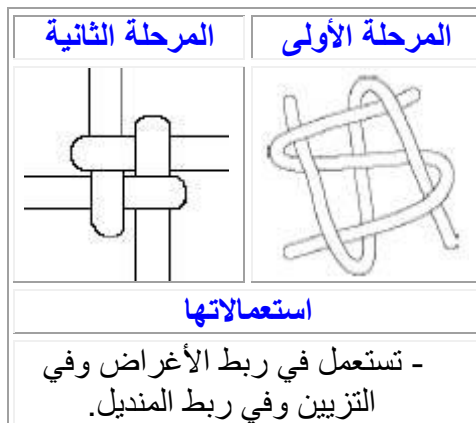 المرحلة الأولى
المرحلة الثانية
استعمالاتها
- تستعمل في ربط الأغراض وفي
التزيين وفي ربط المنديل.